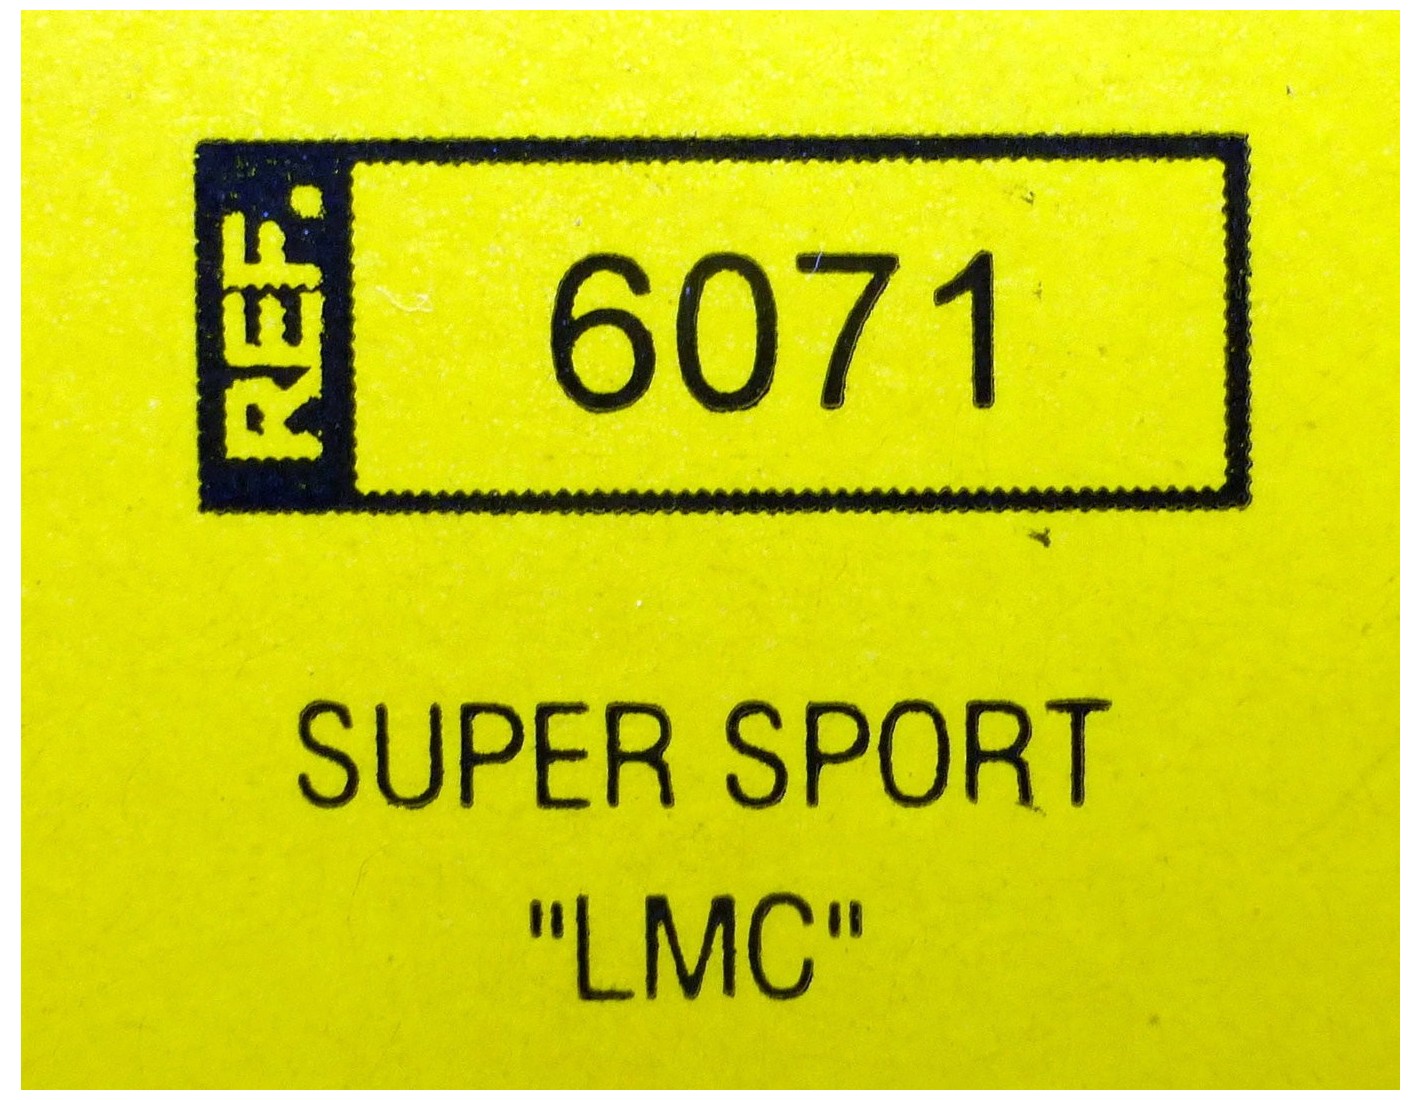 REF. 6071
SUPER SPORT
"LMC"